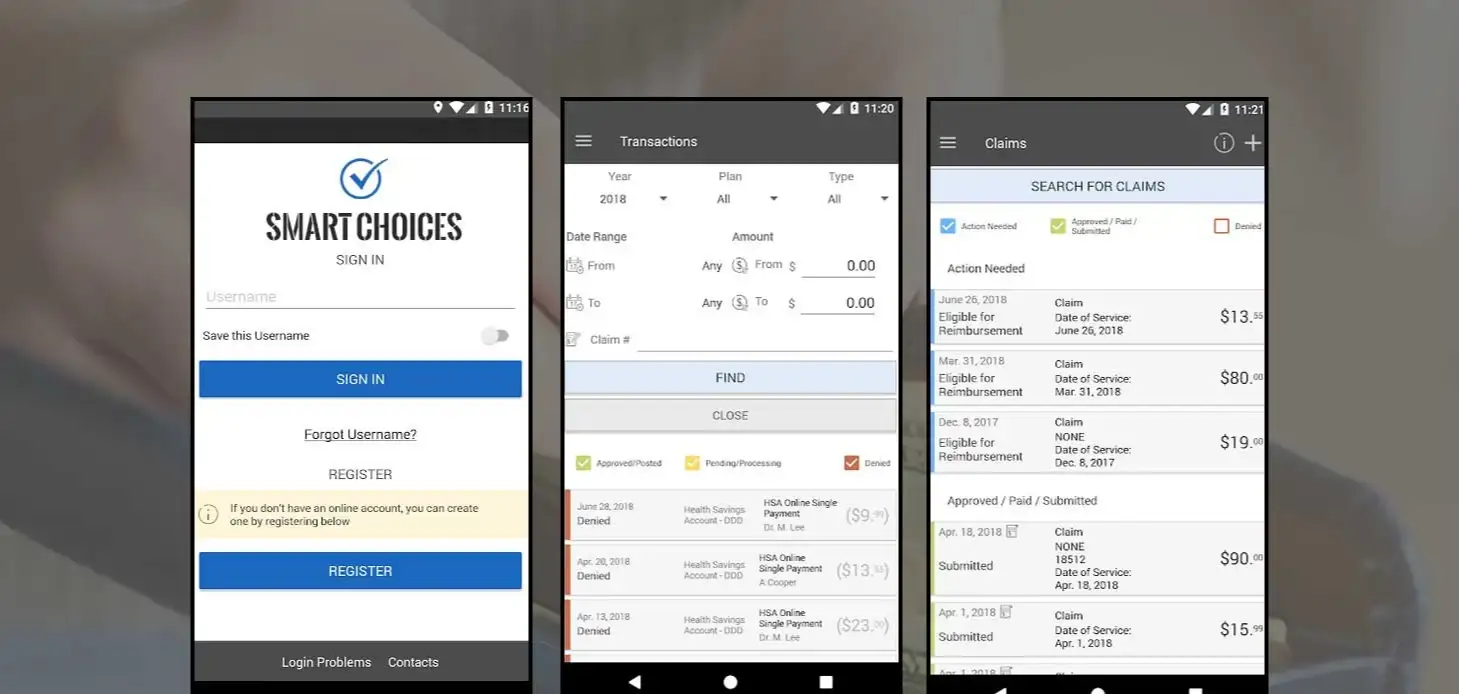 11:16
SMART CHOICES
SIGN IN
Username
Save this Username
SIGN IN
Forgot Username?
REGISTER
If you don't have an online account, you can create
one by registering below
REGISTER
Login Problems Contacts
11:20
Transactions
Year Plan Type
2018 All All
Date Range Amount
From Any From $ 0.00
To Any To $ 0.00
Claim #
FIND
CLOSE
Approved/Posted Pending/Processing Denied
June 28, 2018
Denied
Health Savings
Account - DDD
HSA Online Single
Payment
Dr. M. Lee
($9.99)
Apr. 20, 2018
Denied
Health Savings
Account - DDD
HSA Online
Single Payment
A Cooper
($13.55)
Apr. 13, 2018
Denied
Health Savings
Account - DDD
HSA Online
Single Payment
Dr. M. Lee
($23.00)
11:21
Claims
SEARCH FOR CLAIMS
Action Needed
Approved / Paid /
Submitted
Denied
Action Needed
June 26, 2018
Eligible for
Reimbursement
Claim
Date of Service:
June 26, 2018
$13.55
Mar. 31, 2018
Eligible for
Reimbursement
Claim
Date of Service:
Mar. 31, 2018
$80.00
Dec. 8, 2017
Eligible for
Reimbursement
Claim
NONE
Date of Service:
Dec. 8, 2017
$19.00
Approved / Paid / Submitted
Apr. 18, 2018
Submitted
Claim
NONE
18512
Date of Service:
Apr. 18, 2018
$90.00
Apr. 1, 2018
Submitted
Claim
Date of Service:
Apr. 1, 2018
$15.99
Apr. 1, 2018